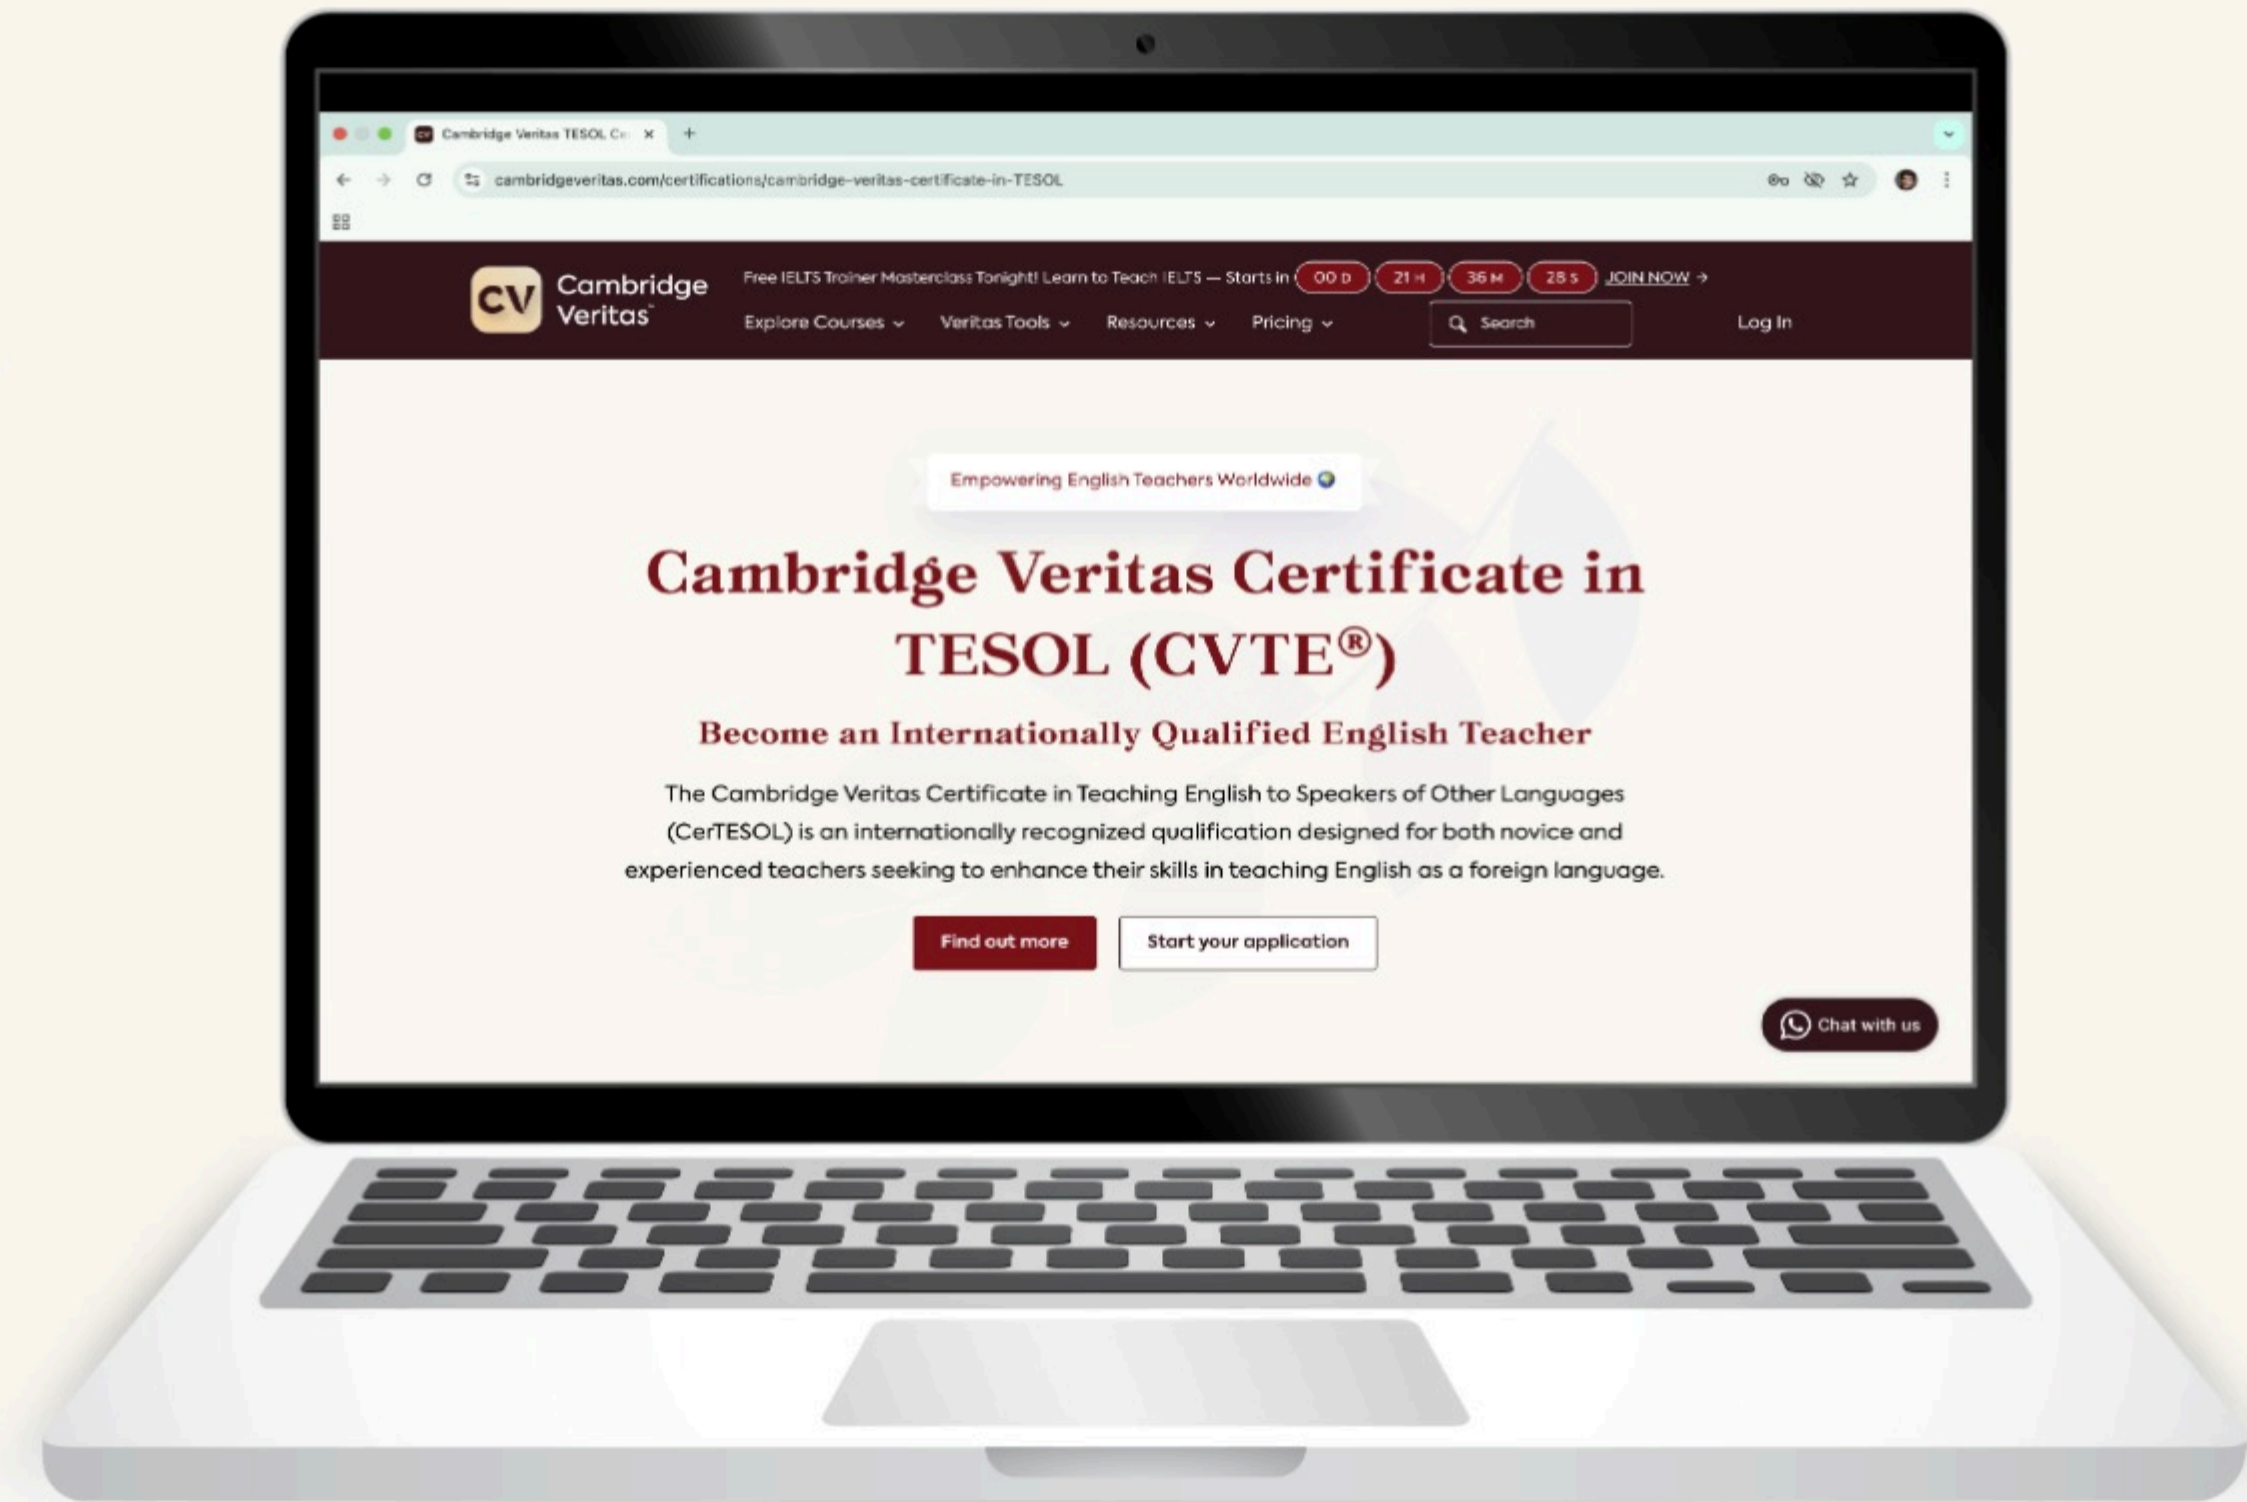 Cambridge Veritas TESOL Ce
cambridgeveritas.com/certifications/cambridge-veritas-certificate-in-TESOL
CV Cambridge Veritas™
Free IELTS Trainer Masterclass Tonight! Learn to Teach IELTS — Starts in 00 D 21 H 36 M 28 S JOIN NOW →
Explore Courses Veritas Tools Resources Pricing Search Log In
Empowering English Teachers Worldwide
Cambridge Veritas Certificate in
TESOL (CVTE®)
Become an Internationally Qualified English Teacher
The Cambridge Veritas Certificate in Teaching English to Speakers of Other Languages
(CerTESOL) is an internationally recognized qualification designed for both novice and
experienced teachers seeking to enhance their skills in teaching English as a foreign language.
Find out more Start your application
Chat with us